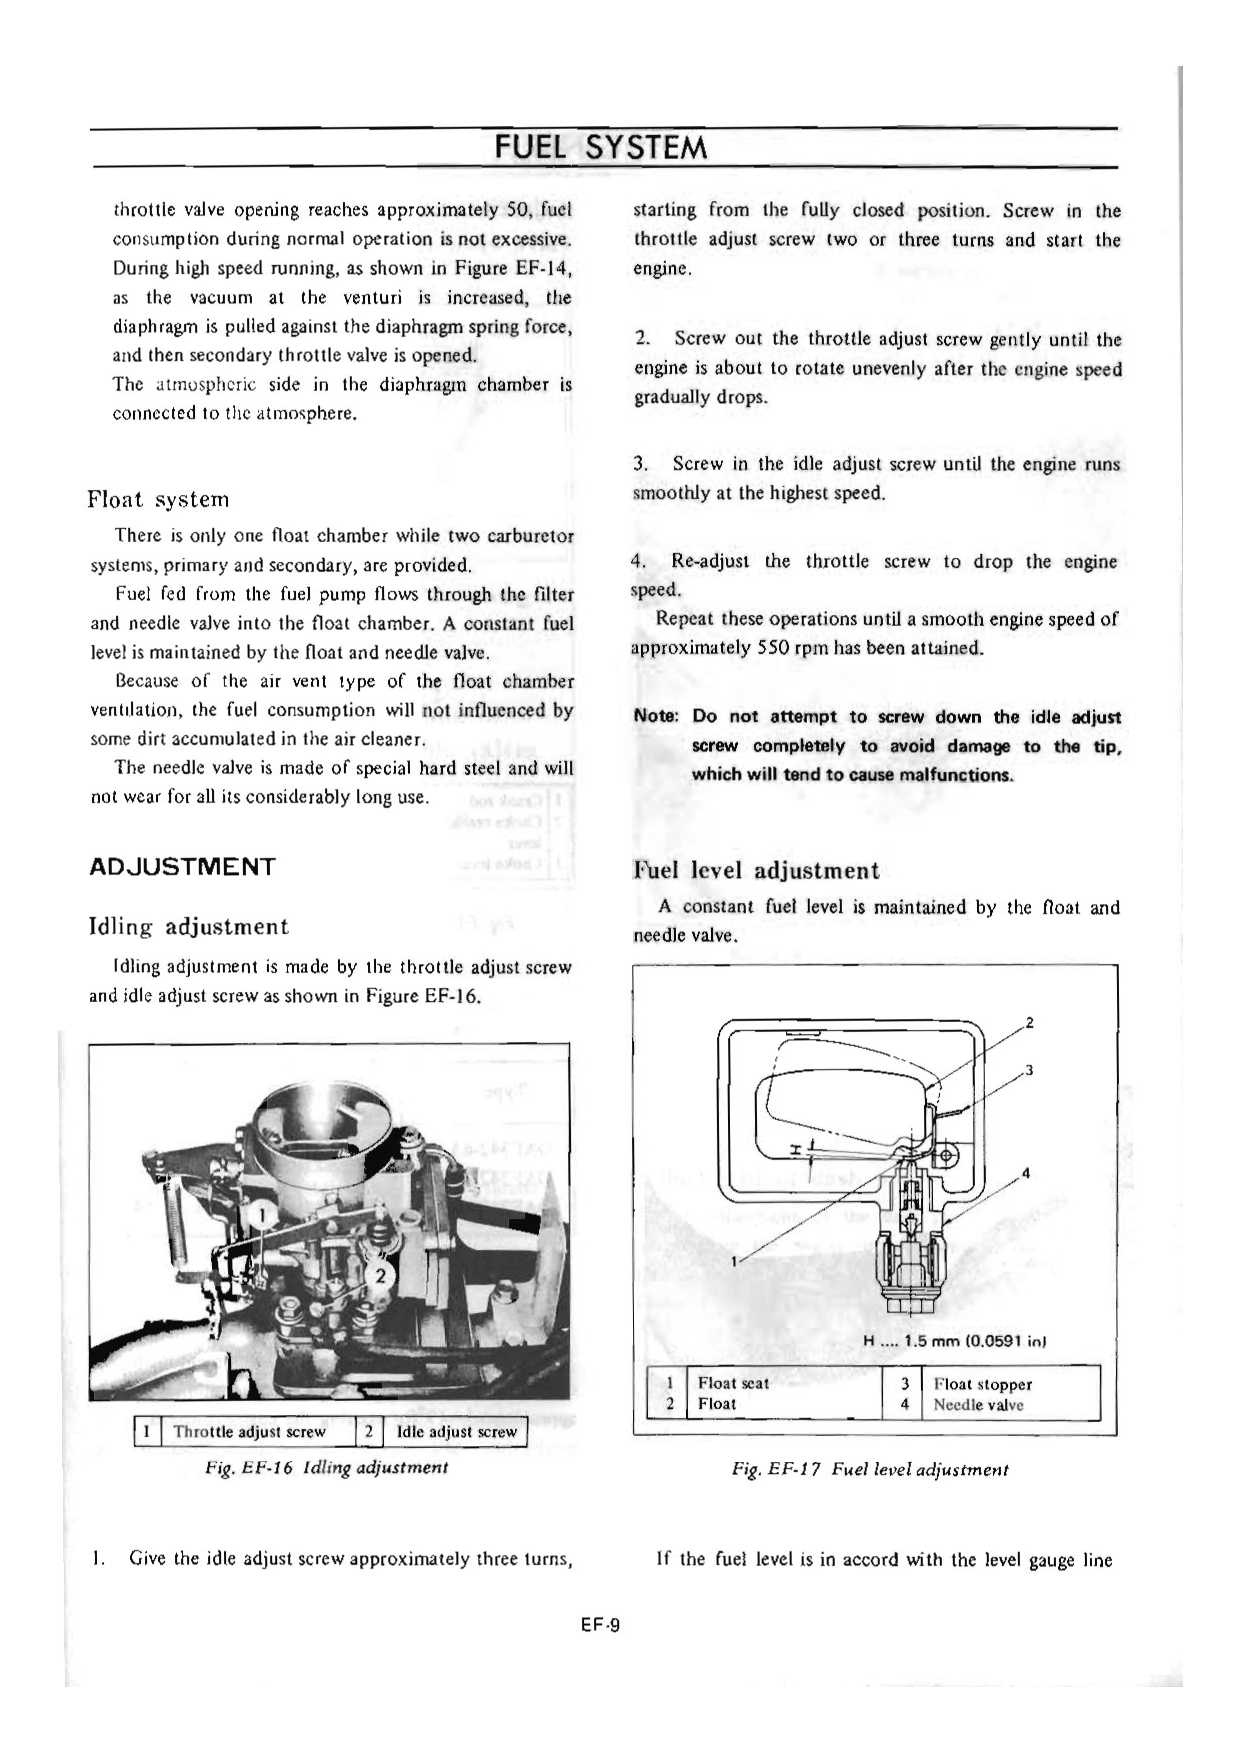 FUEL SYSTEM
throttle valve opening reaches approximately 50, fuel
consumption during normal operation is not excessive.
During high speed running, as shown in Figure EF-14,
as the vacuum at the venturi is increased, the
diaphragm is pulled against the diaphragm spring force,
and then secondary throttle valve is opened.
The atmospheric side in the diaphragm chamber is
connected to the atmosphere.
Float system
There is only one float chamber while two carburetor
systems, primary and secondary, are provided.
Fuel fed from the fuel pump flows through the filter
and needle valve into the float chamber. A constant fuel
level is maintained by the float and needle valve.
Because of the air vent type of the float chamber
ventilation, the fuel consumption will not influenced by
some dirt accumulated in the air cleaner.
The needle valve is made of special hard steel and will
not wear for all its considerably long use.
ADJUSTMENT
Idling adjustment
Idling adjustment is made by the throttle adjust screw
and idle adjust screw as shown in Figure EF-16.
1
2
1 Throttle adjust screw 2 Idle adjust screw
Fig. EF-16 Idling adjustment
1. Give the idle adjust screw approximately three turns,
starting from the fully closed position. Screw in the
throttle adjust screw two or three turns and start the
engine.
2. Screw out the throttle adjust screw gently until the
engine is about to rotate unevenly after the engine speed
gradually drops.
3. Screw in the idle adjust screw until the engine runs
smoothly at the highest speed.
4. Re-adjust the throttle screw to drop the engine
speed.
Repeat these operations until a smooth engine speed of
approximately 550 rpm has been attained.
Note: Do not attempt to screw down the idle adjust
screw completely to avoid damage to the tip,
which will tend to cause malfunctions.
Fuel level adjustment
A constant fuel level is maintained by the float and
needle valve.
2
3
H
4
1
H .... 1.5 mm (0.0591 in)
1 Float seat 3 Float stopper
2 Float 4 Needle valve
Fig. EF-17 Fuel level adjustment
If the fuel level is in accord with the level gauge line
EF-9